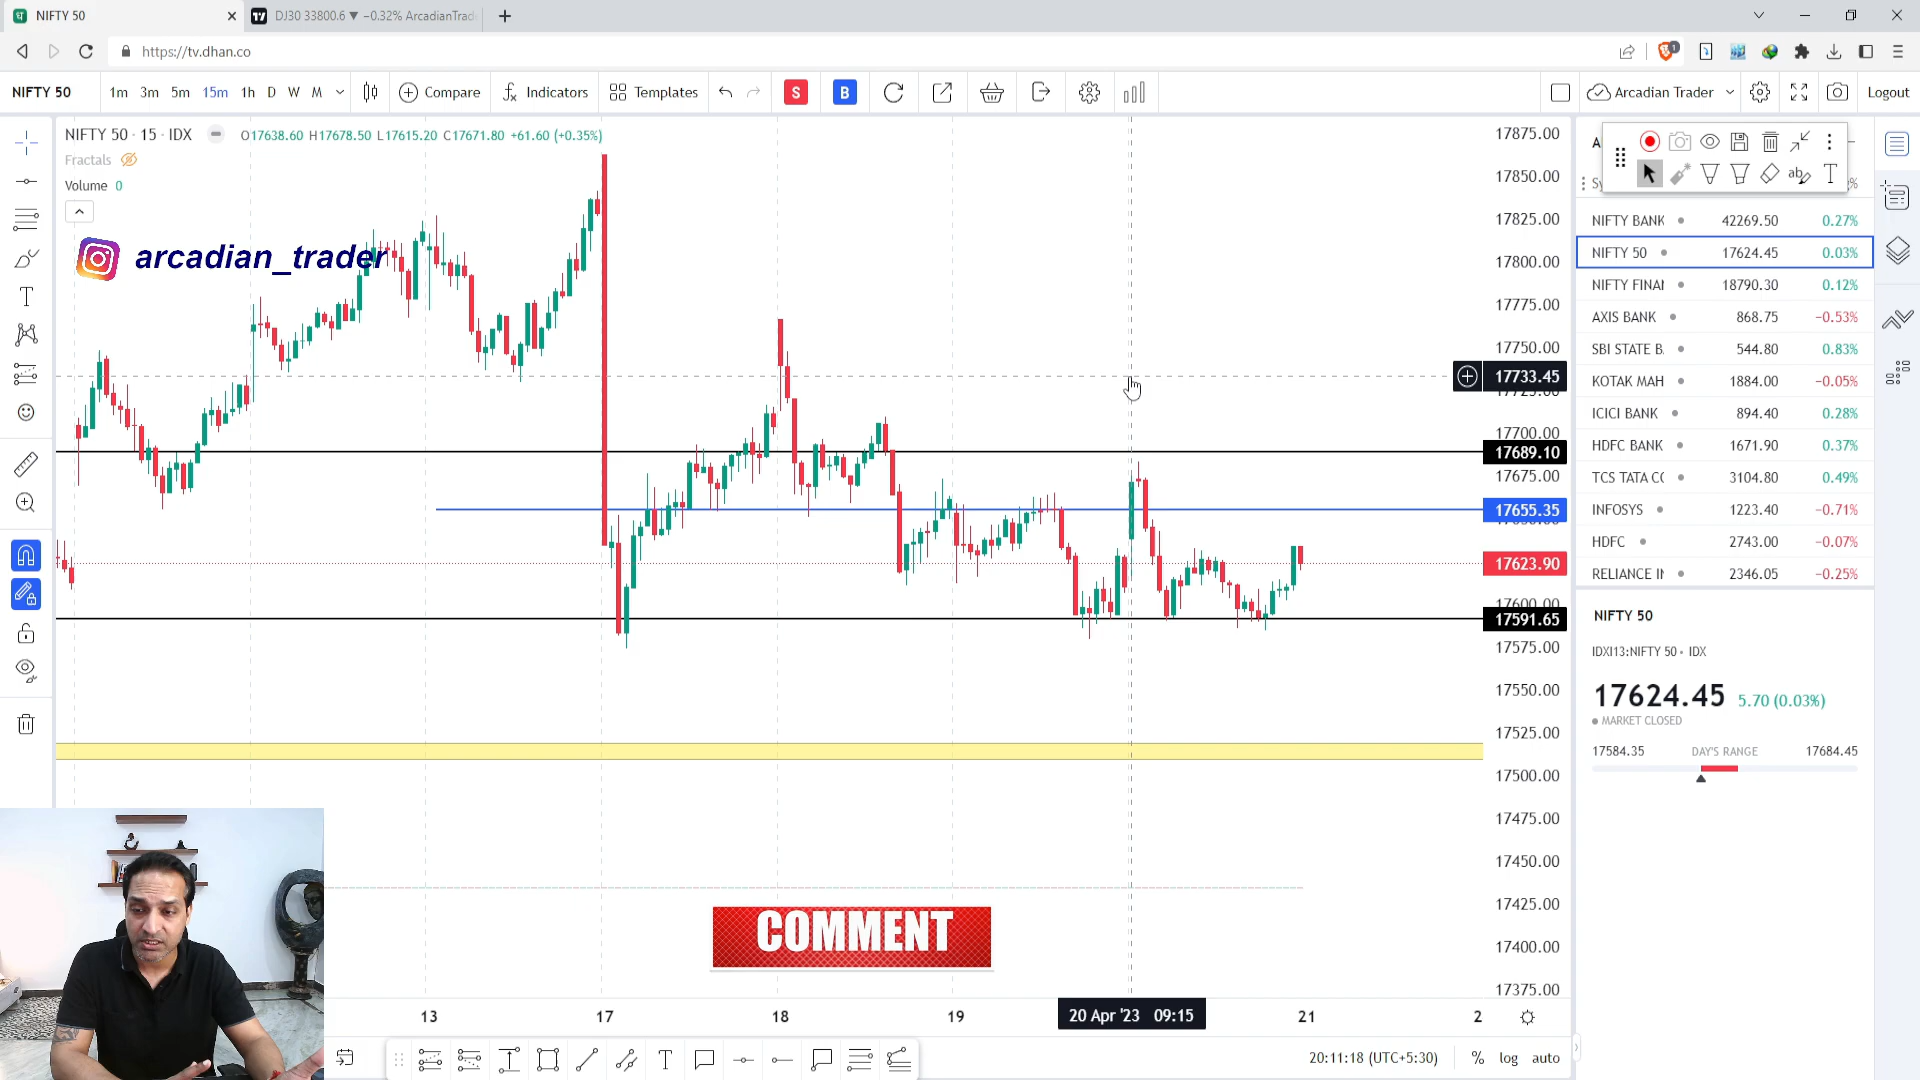 NIFTY 50
DJ30 33800.6 ▼ −0.32% ArcadianTrad
https://tv.dhan.co
NIFTY 50
1m 3m 5m 15m 1h D W M
Compare
Indicators
Templates
S
B
Arcadian Trader
Logout
NIFTY 50 · 15 · IDX
O17638.60 H17678.50 L17615.20 C17671.80 +61.60 (+0.35%)
Fractals
Volume 0
arcadian_trader
17875.00
17850.00
17825.00
17800.00
17775.00
17750.00
17733.45
17725.00
17700.00
17689.10
17675.00
17655.35
17623.90
17600.00
17591.65
17575.00
17550.00
17525.00
17500.00
17475.00
17450.00
17425.00
17400.00
17375.00
NIFTY BANK 42269.50 0.27%
NIFTY 50 17624.45 0.03%
NIFTY FINAI 18790.30 0.12%
AXIS BANK 868.75 −0.53%
SBI STATE B. 544.80 0.83%
KOTAK MAH 1884.00 −0.05%
ICICI BANK 894.40 0.28%
HDFC BANK 1671.90 0.37%
TCS TATA CC 3104.80 0.49%
INFOSYS 1223.40 −0.71%
HDFC 2743.00 −0.07%
RELIANCE IN 2346.05 −0.25%
NIFTY 50
IDXI13:NIFTY 50 • IDX
17624.45 5.70 (0.03%)
MARKET CLOSED
17584.35 DAY'S RANGE 17684.45
COMMENT
13 17 18 19 20 Apr '23 09:15 21 2
20:11:18 (UTC+5:30) % log auto